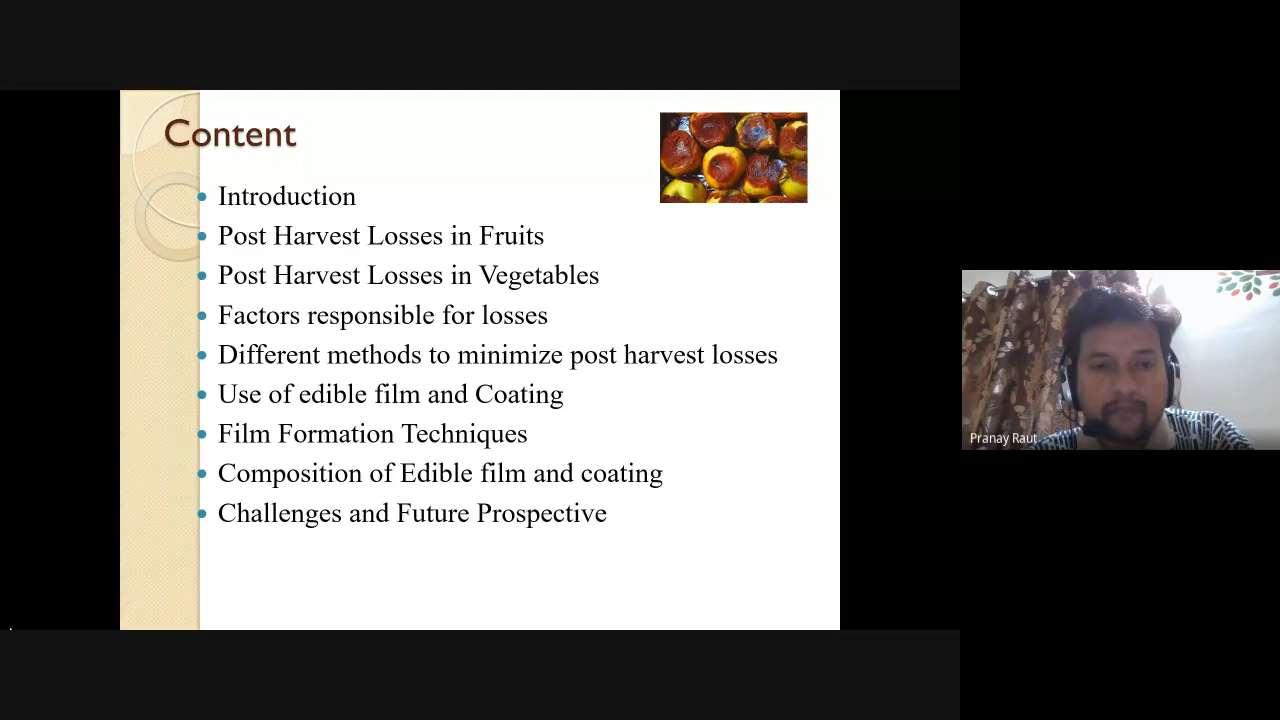 Content
Introduction
Post Harvest Losses in Fruits
Post Harvest Losses in Vegetables
Factors responsible for losses
Different methods to minimize post harvest losses
Use of edible film and Coating
Film Formation Techniques
Composition of Edible film and coating
Challenges and Future Prospective
Pranay Raut